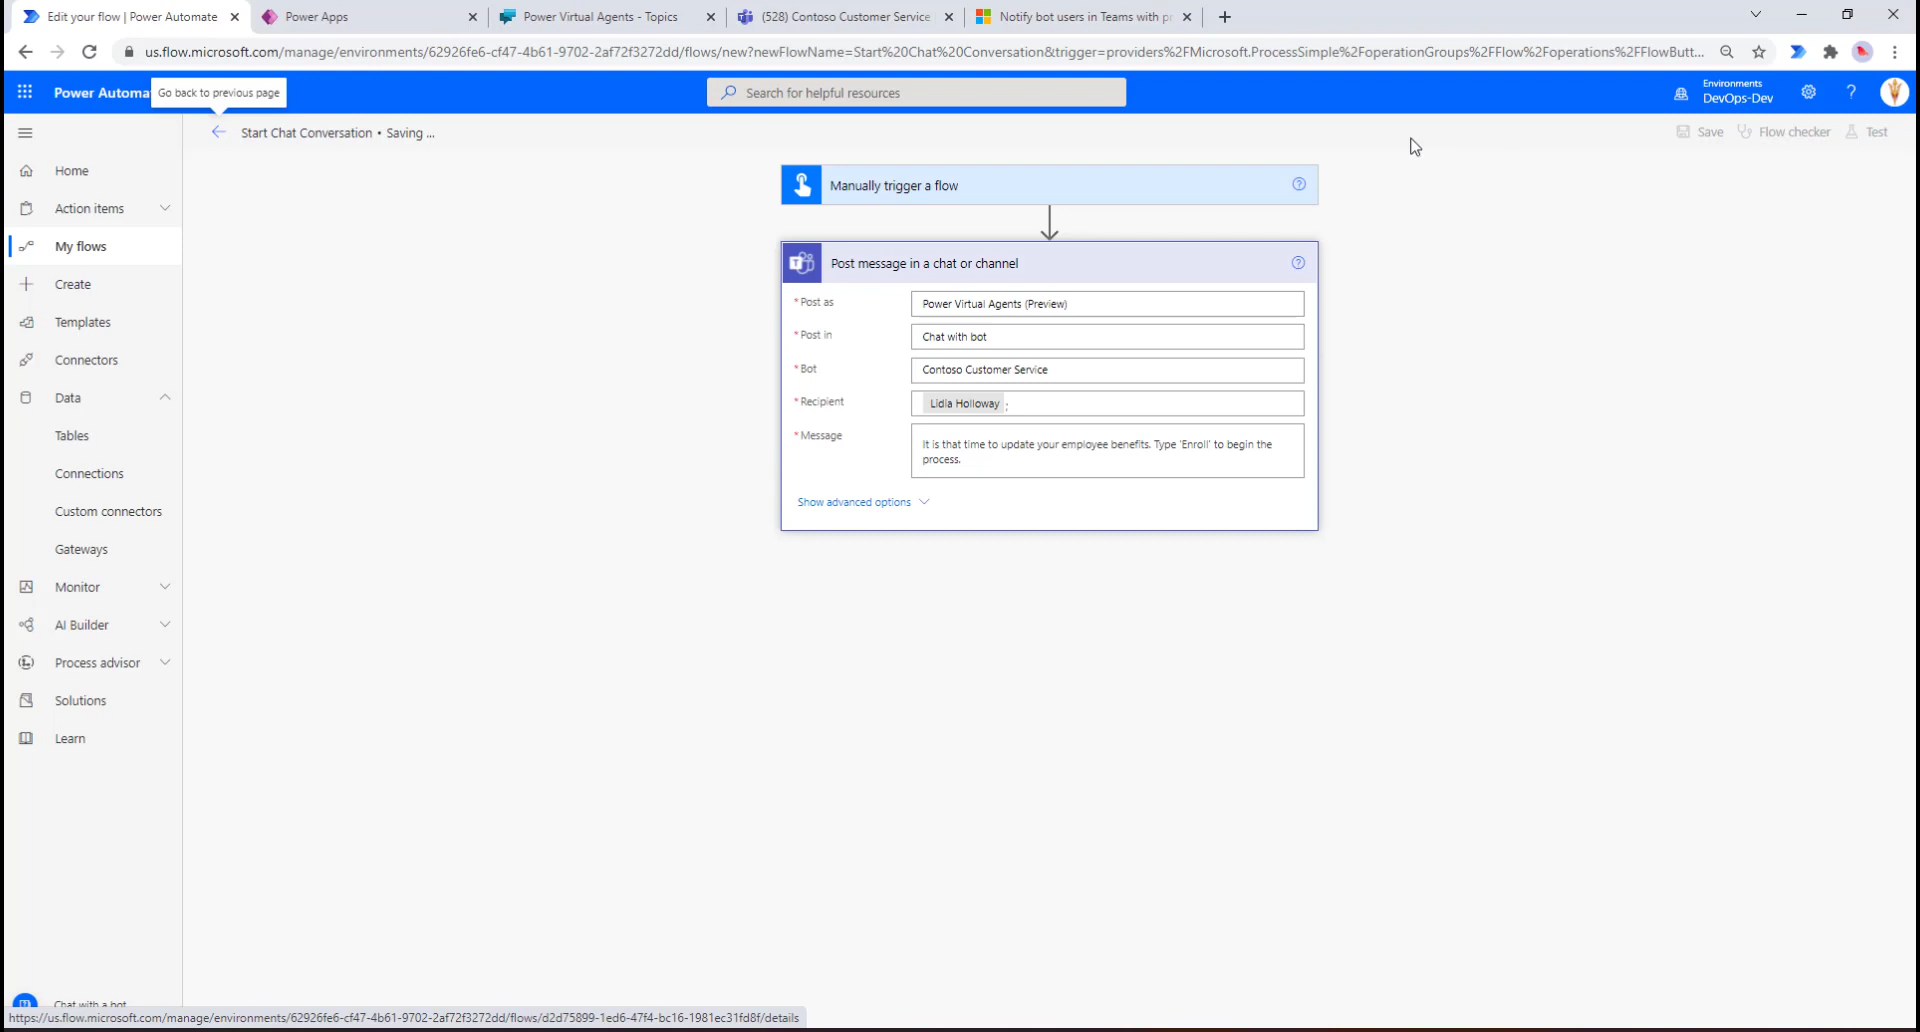 Edit your flow | Power Automate
Power Apps
Power Virtual Agents - Topics
(528) Contoso Customer Service
Notify bot users in Teams with pr
us.flow.microsoft.com/manage/environments/62926fe6-cf47-4b61-9702-2af72f3272dd/flows/new?newFlowName=Start%20Chat%20Conversation&trigger=providers%2FMicrosoft.ProcessSimple%2FoperationGroups%2FFlow%2Foperations%2FFlowButt...
Power Automa
Go back to previous page
Search for helpful resources
Environments
DevOps-Dev
?
Start Chat Conversation • Saving ...
Save
Flow checker
Test
Home
Action items
My flows
Create
Templates
Connectors
Data
Tables
Connections
Custom connectors
Gateways
Monitor
AI Builder
Process advisor
Solutions
Learn
Chat with a bot
Manually trigger a flow
Post message in a chat or channel
* Post as
Power Virtual Agents (Preview)
* Post in
Chat with bot
* Bot
Contoso Customer Service
* Recipient
Lidia Holloway ;
* Message
It is that time to update your employee benefits. Type 'Enroll' to begin the
process.
Show advanced options
https://us.flow.microsoft.com/manage/environments/62926fe6-cf47-4b61-9702-2af72f3272dd/flows/d2d75899-1ed6-47f4-bc16-1981ec31fd8f/details